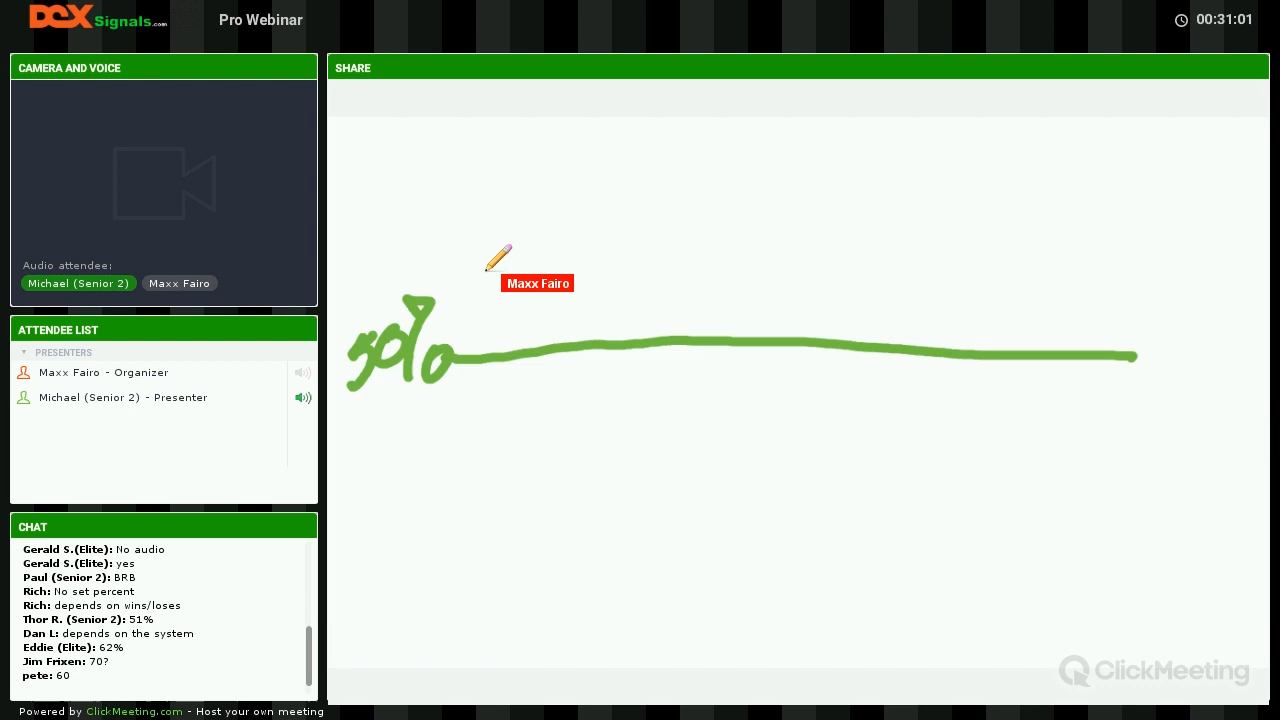 DCX Signals.com
Pro Webinar
00:31:01
CAMERA AND VOICE
Audio attendee:
Michael (Senior 2) Maxx Fairo
ATTENDEE LIST
PRESENTERS
Maxx Fairo - Organizer
Michael (Senior 2) - Presenter
CHAT
Gerald S.(Elite): No audio
Gerald S.(Elite): yes
Paul (Senior 2): BRB
Rich: No set percent
Rich: depends on wins/loses
Thor R. (Senior 2): 51%
Dan L: depends on the system
Eddie (Elite): 62%
Jim Frixen: 70?
pete: 60
Powered by ClickMeeting.com - Host your own meeting
SHARE
Maxx Fairo
ClickMeeting